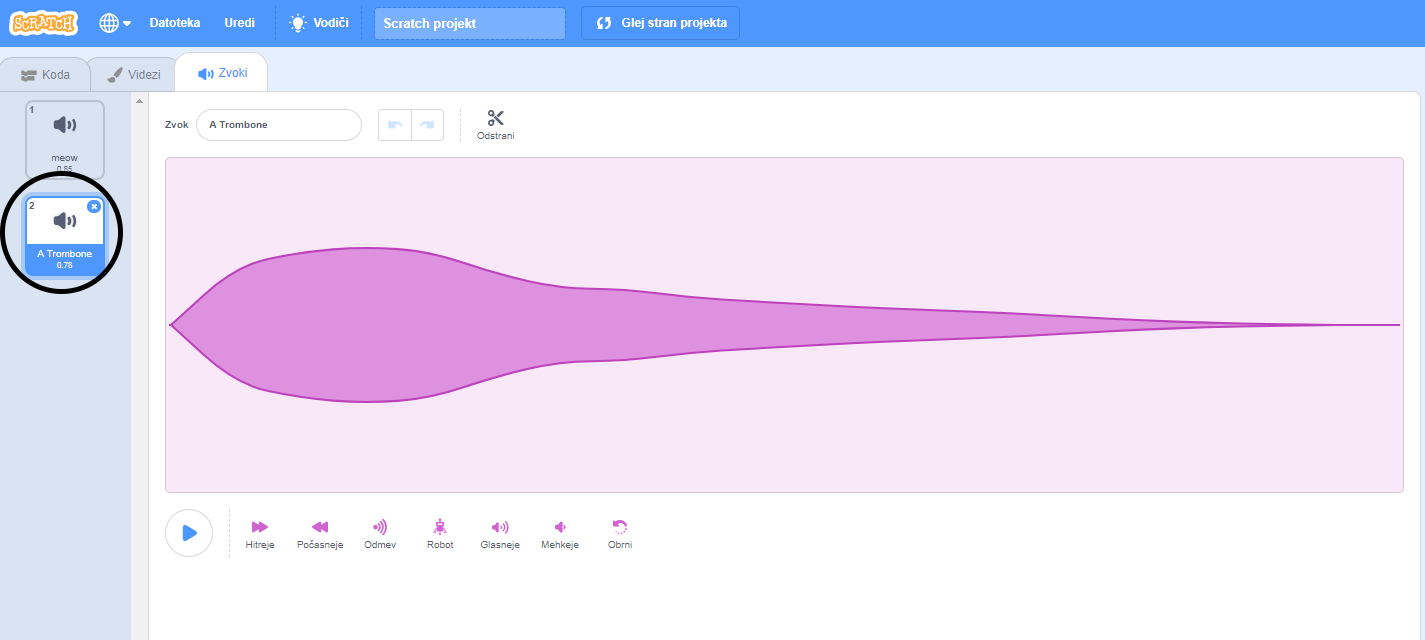 SCRATCH
Datoteka
Uredi
Vodiči
Scratch projekt
Glej stran projekta
Koda
Videzi
Zvoki
1
meow
0.85
2
A Trombone
0.78
Zvok
A Trombone
Odstrani
Hitreje
Počasneje
Odmev
Robot
Glasneje
Mehkeje
Obrni